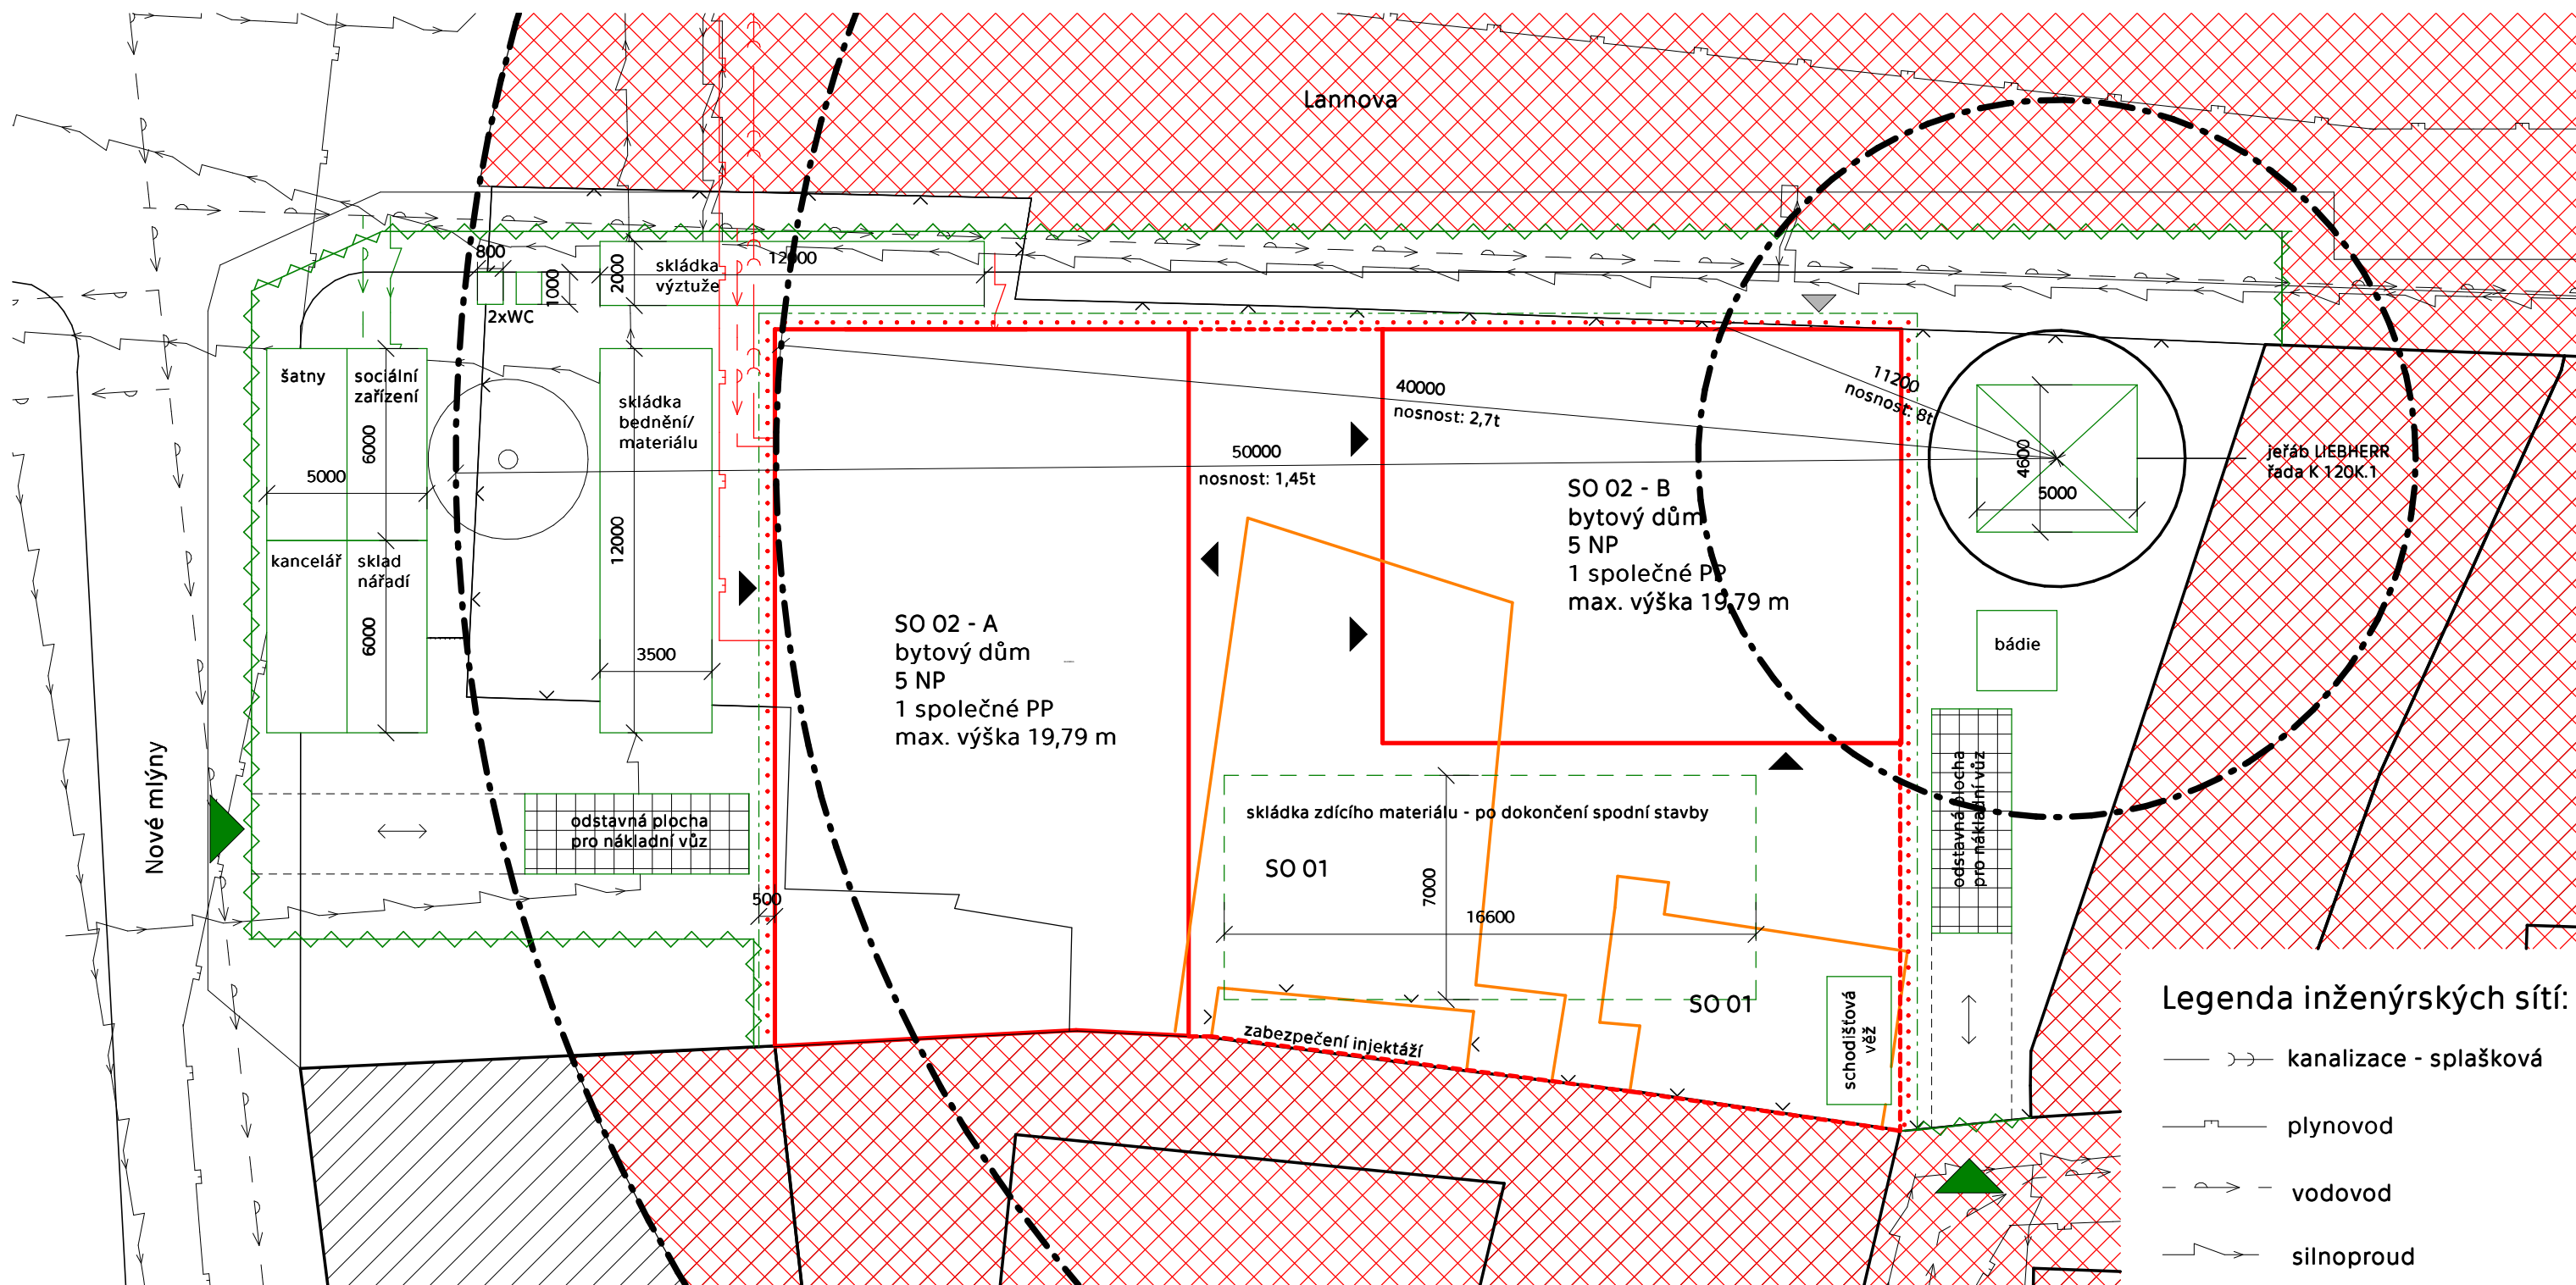 Lannova
800
2000
skládka
výztuže
12000
1000
2xWC
šatny
sociální
zařízení
6000
5000
kancelář
sklad
nářadí
6000
skládka
bednění/
materiálu
12000
3500
40000
nosnost: 2,7t
50000
nosnost: 1,45t
11200
nosnost: 8t
SO 02 - B
bytový dům
5 NP
1 společné PP
max. výška 19,79 m
4600
5000
jeřáb LIEBHERR
řada K 120K.1
SO 02 - A
bytový dům
5 NP
1 společné PP
max. výška 19,79 m
bádie
Nové mlýny
odstavná plocha
pro nákladní vůz
500
skládka zdícího materiálu - po dokončení spodní stavby
SO 01
7000
16600
SO 01
odstavná plocha
pro nákladní vůz
zabezpečení injektáží
schodišťová
věž
Legenda inženýrských sítí:
kanalizace - splašková
plynovod
vodovod
silnoproud